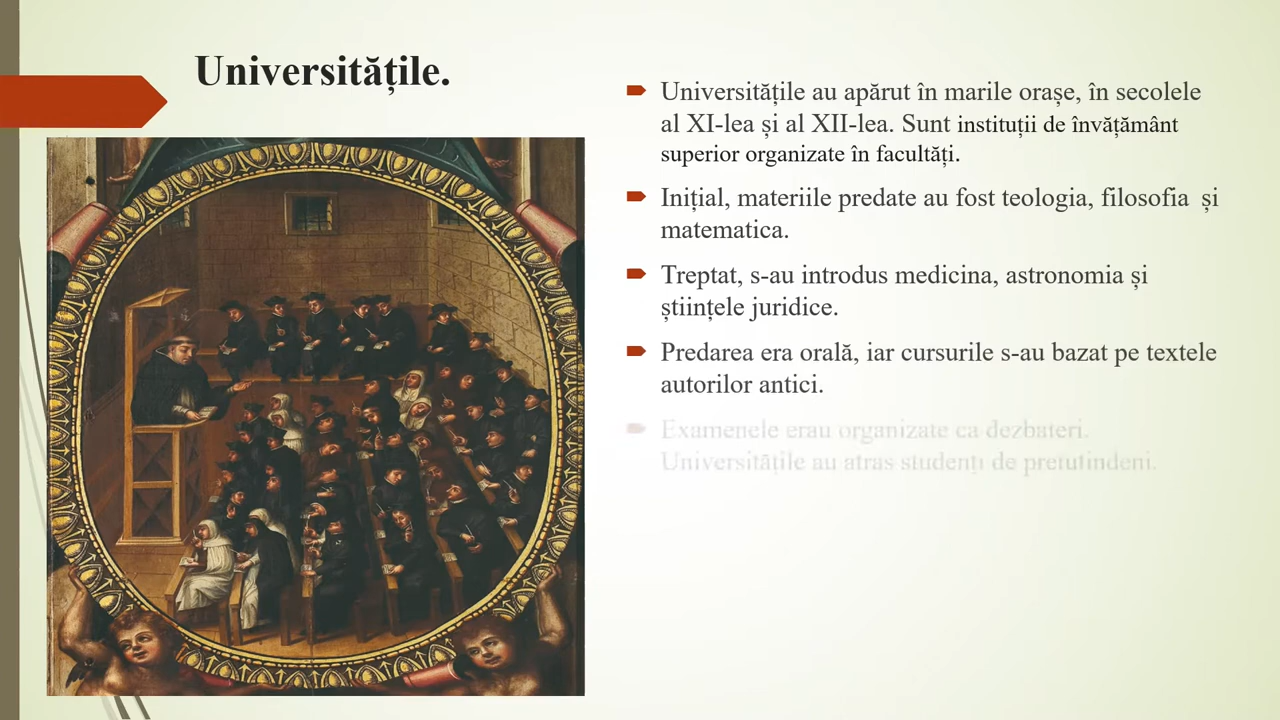 Universitățile.
Universitățile au apărut în marile orașe, în secolele
al XI-lea și al XII-lea. Sunt instituții de învățământ
superior organizate în facultăți.
Inițial, materiile predate au fost teologia, filosofia și
matematica.
Treptat, s-au introdus medicina, astronomia și
științele juridice.
Predarea era orală, iar cursurile s-au bazat pe textele
autorilor antici.
Examenele erau organizate ca dezbateri.
Universitățile au atras studenți de pretutindeni.